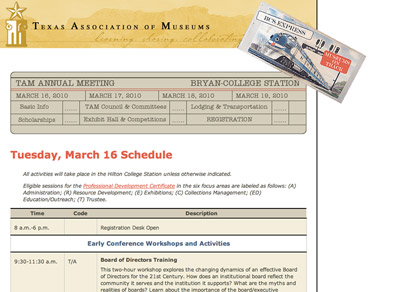 TEXAS ASSOCIATION OF MUSEUMS
learning sharing collaborating
BCS EXPRESS
MUSEUMS ON TRACK
TAM ANNUAL MEETING BRYAN-COLLEGE STATION
MARCH 16, 2010 MARCH 17, 2010 MARCH 18, 2010 MARCH 19, 2010
Basic Info ...... TAM Council & Committees ...... Lodging & Transportation ......
Scholarships ...... Exhibit Hall & Competitions ...... REGISTRATION ......
Tuesday, March 16 Schedule
All activities will take place in the Hilton College Station unless otherwise indicated.
Eligible sessions for the Professional Development Certificate in the six focus areas are labeled as follows: (A)
Administration; (R) Resource Development; (E) Exhibitions; (C) Collections Management; (ED)
Education/Outreach; (T) Trustee.
Time Code Description
8 a.m.-6 p.m. Registration Desk Open
Early Conference Workshops and Activities
9:30-11:30 a.m. T/A Board of Directors Training
This two-hour workshop explores the changing dynamics of an effective Board
of Directors for the 21st Century. How does an institutional board reflect the
community it serves and the institution it supports? What are the myths and
realities of boards? Learn about the importance of the board/executive